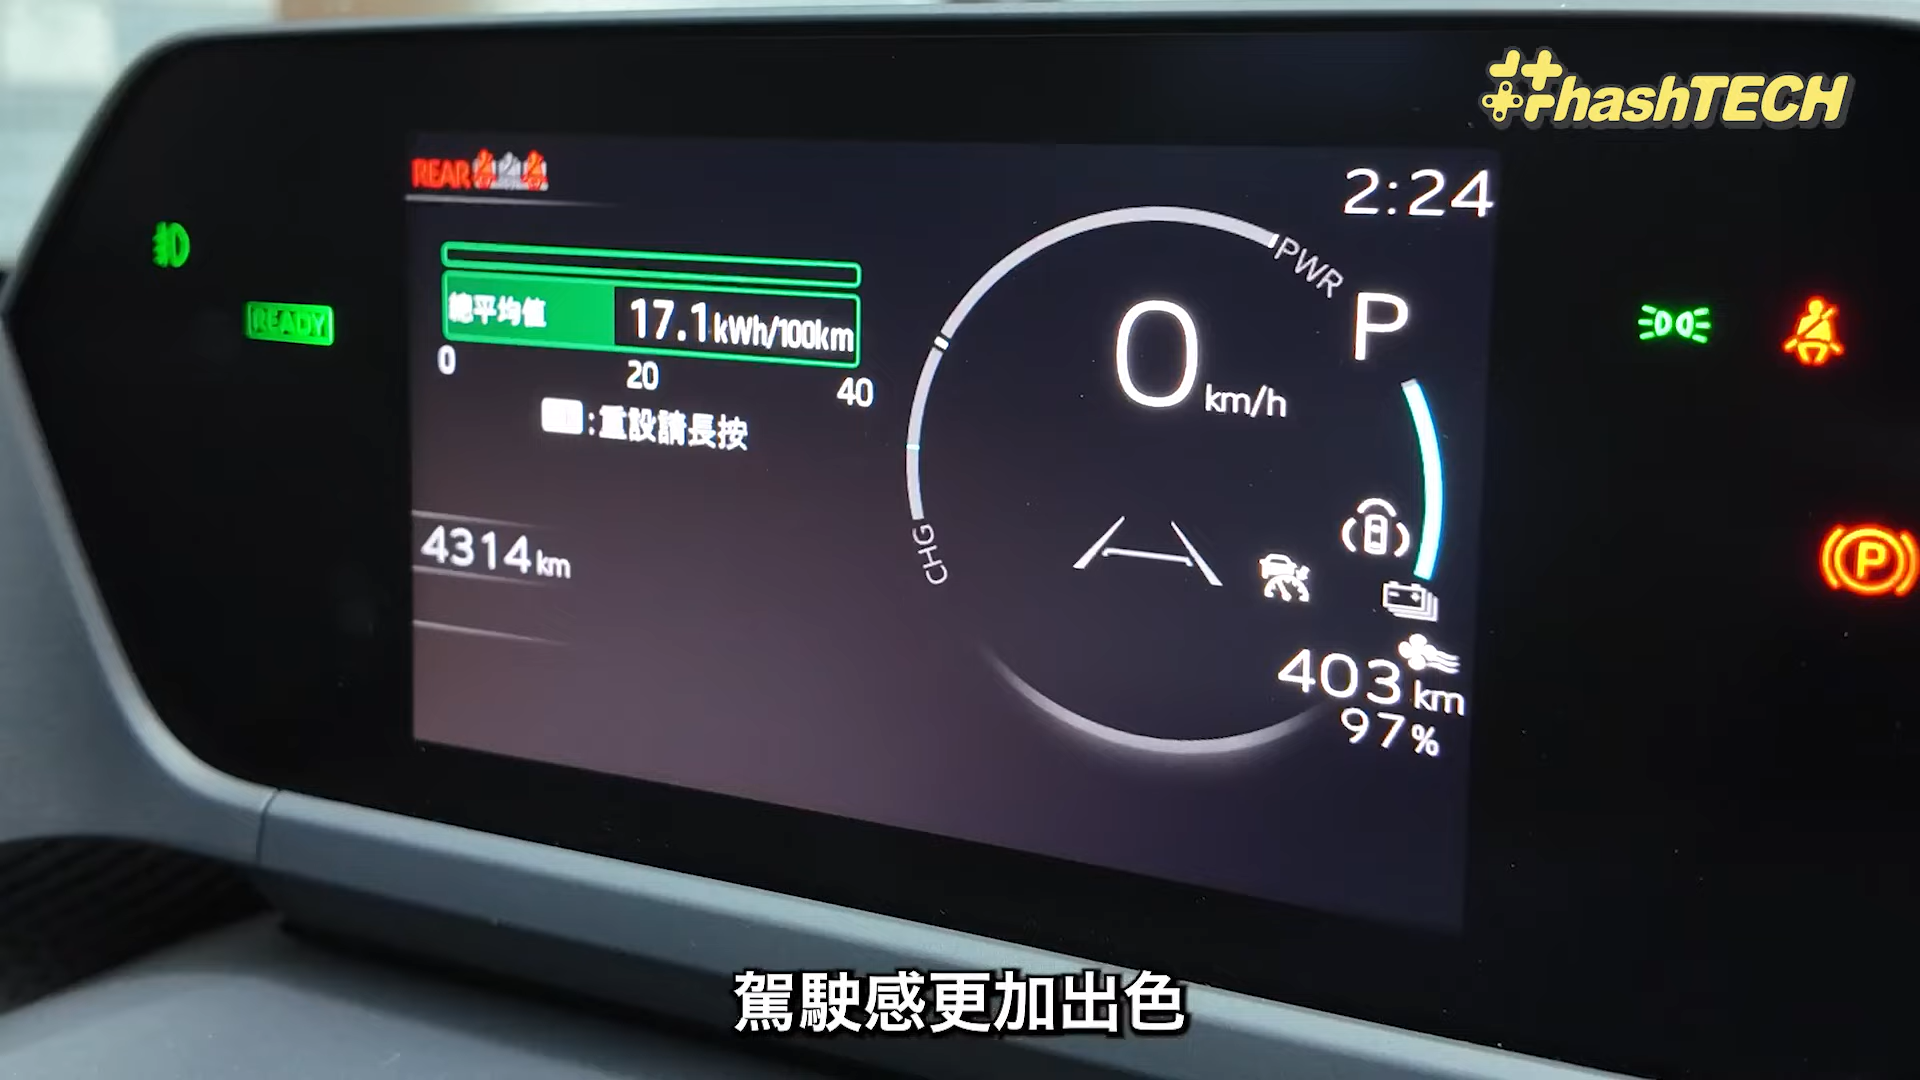 hashTECH
REAR
2:24
PWR
READY
總平均值 17.1 kWh/100km
0 20 40
:重設請長按
0 km/h
P
4314 km
CHG
403 km
97%
P
駕駛感更加出色